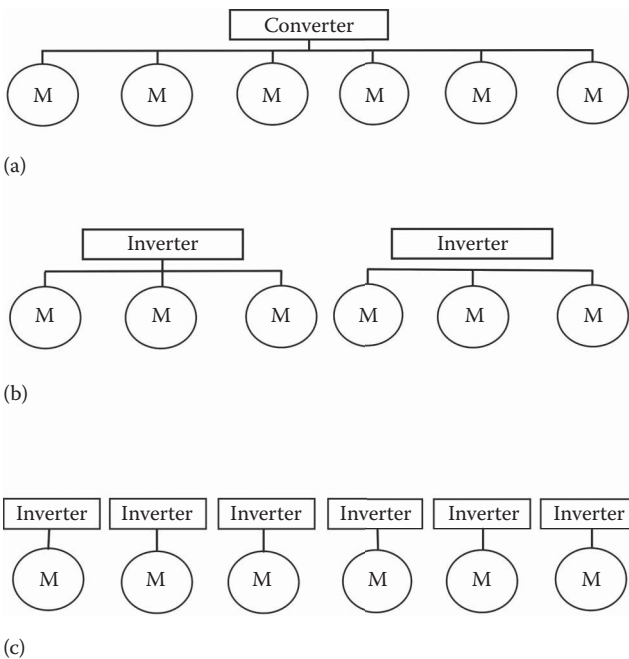 Converter
M M M M M M
(a)
Inverter Inverter
M M M M M M
(b)
Inverter Inverter Inverter Inverter Inverter Inverter
M M M M M M
(c)